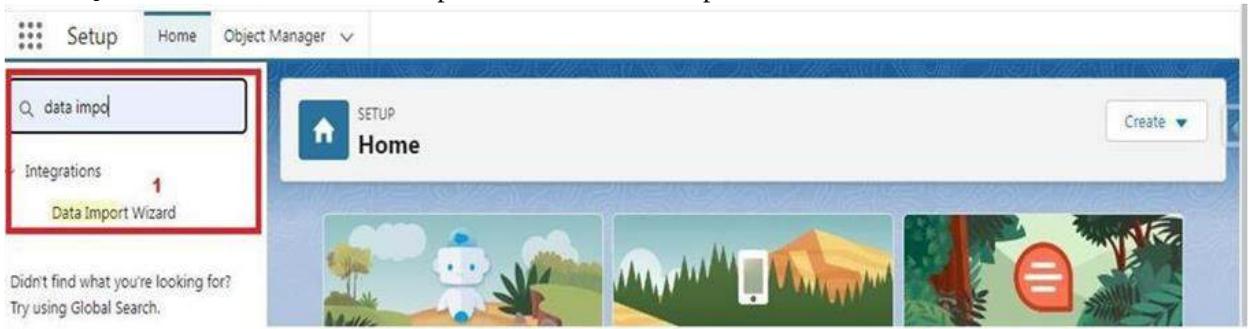 Setup Home Object Manager
data impo
SETUP
Home
Create
Integrations
1
Data Import Wizard
Didn't find what you're looking for?
Try using Global Search.